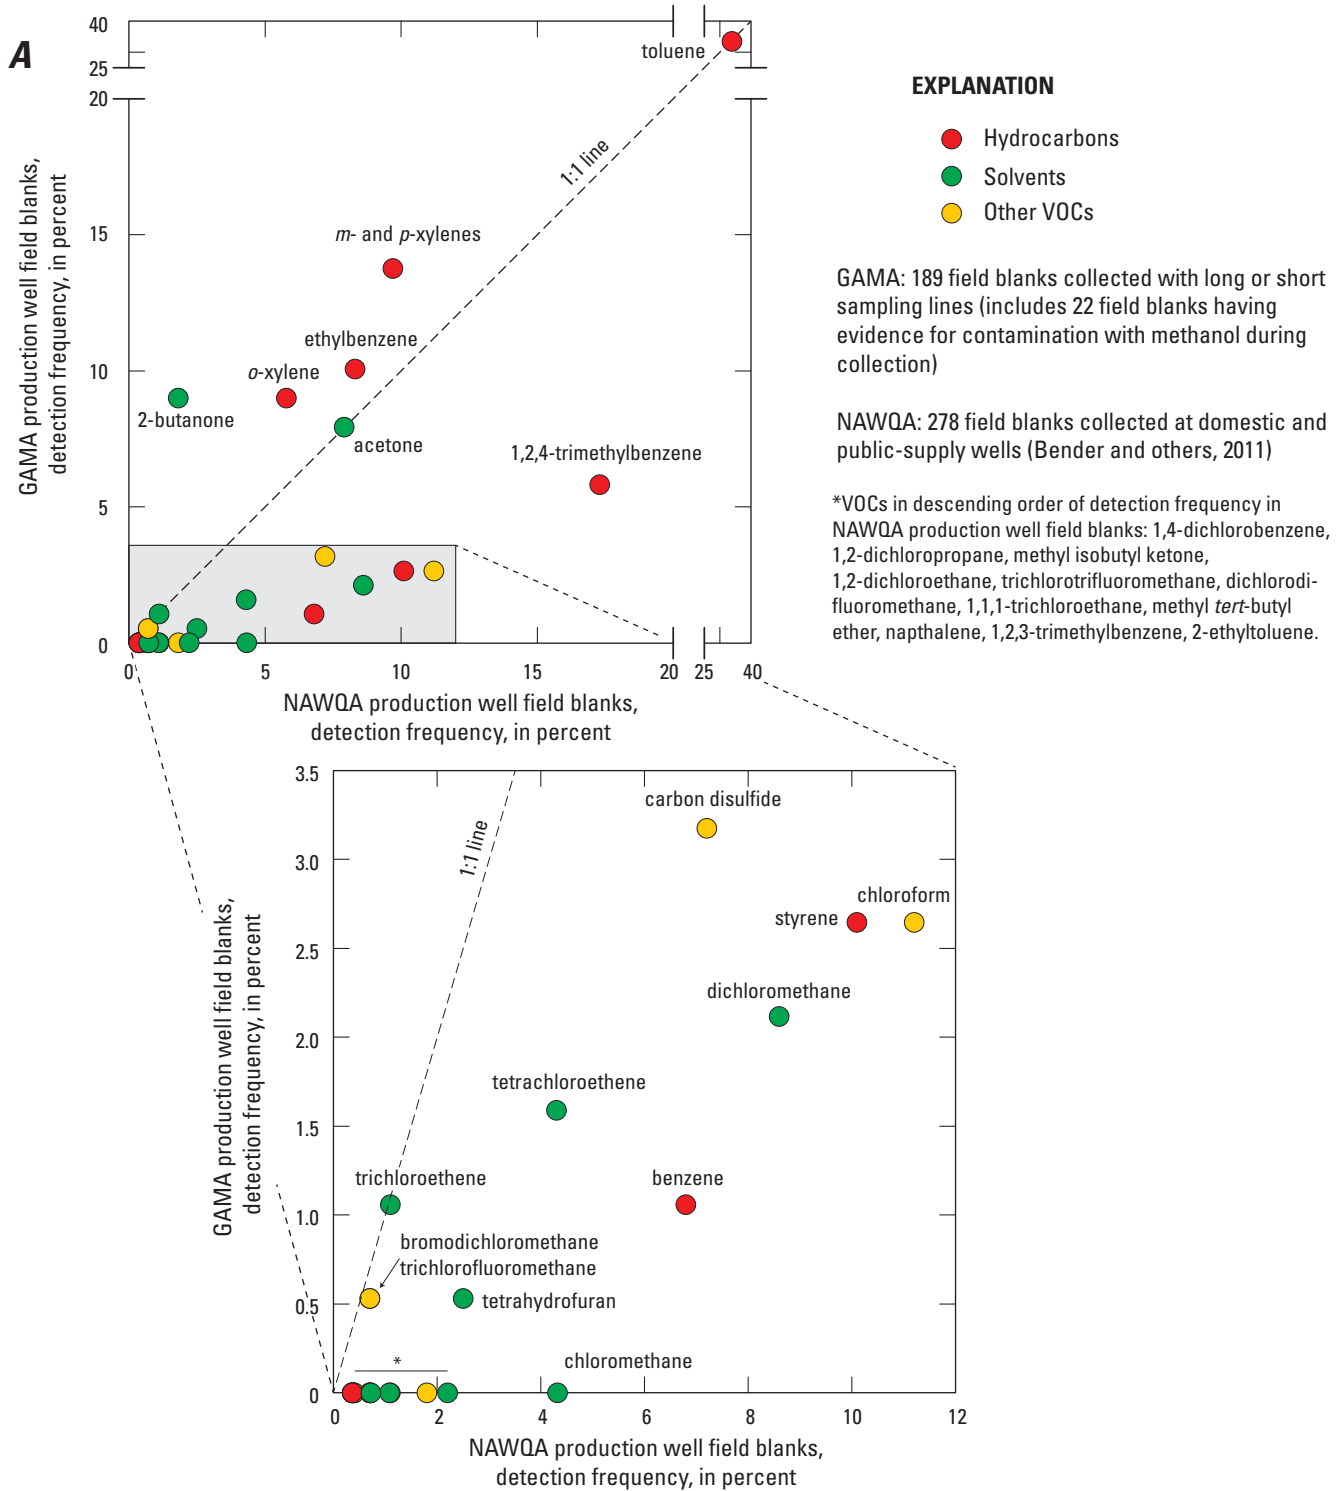 A
40
25
20
15
10
5
0
GAMA production well field blanks,
detection frequency, in percent
toluene
1:1 line
m- and p-xylenes
ethylbenzene
o-xylene
2-butanone
acetone
1,2,4-trimethylbenzene
0
5
10
15
20
25
40
NAWQA production well field blanks,
detection frequency, in percent
EXPLANATION
Hydrocarbons
Solvents
Other VOCs
GAMA: 189 field blanks collected with long or short
sampling lines (includes 22 field blanks having
evidence for contamination with methanol during
collection)
NAWQA: 278 field blanks collected at domestic and
public-supply wells (Bender and others, 2011)
*VOCs in descending order of detection frequency in
NAWQA production well field blanks: 1,4-dichlorobenzene,
1,2-dichloropropane, methyl isobutyl ketone,
1,2-dichloroethane, trichlorotrifluoromethane, dichlorodi-
fluoromethane, 1,1,1-trichloroethane, methyl tert-butyl
ether, napthalene, 1,2,3-trimethylbenzene, 2-ethyltoluene.
3.5
3.0
2.5
2.0
1.5
1.0
0.5
0
GAMA production well field blanks,
detection frequency, in percent
1:1 line
carbon disulfide
chloroform
styrene
dichloromethane
tetrachloroethene
trichloroethene
benzene
bromodichloromethane
trichlorofluoromethane
tetrahydrofuran
*
chloromethane
0
2
4
6
8
10
12
NAWQA production well field blanks,
detection frequency, in percent